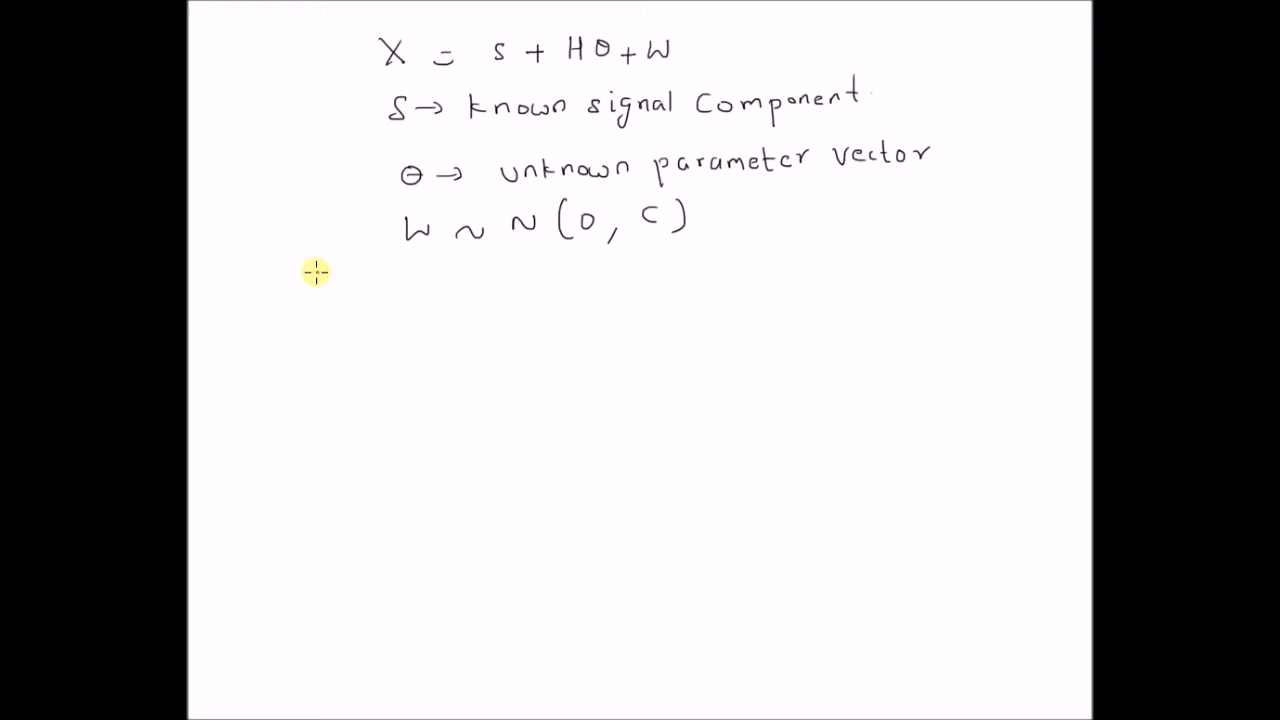 X = s + HΘ + W
S → known signal component.
Θ → unknown parameter vector
W ~ N (0, C)